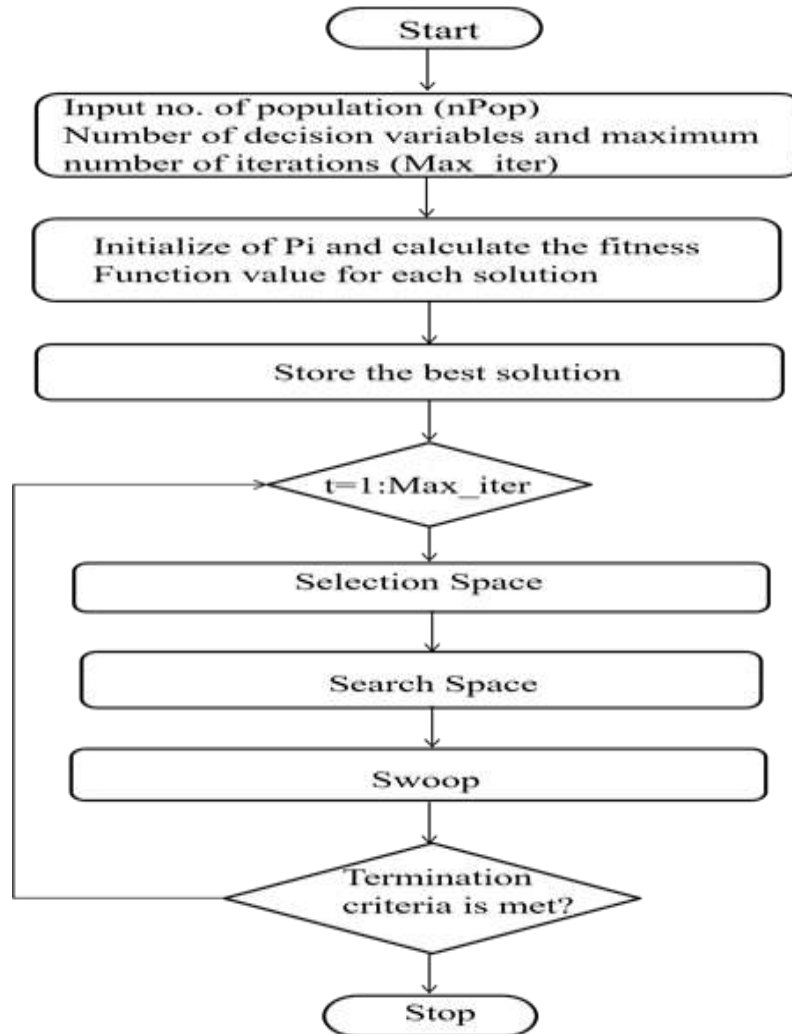 Start
Input no. of population (nPop)
Number of decision variables and maximum
number of iterations (Max_iter)
Initialize of Pi and calculate the fitness
Function value for each solution
Store the best solution
t=1:Max_iter
Selection Space
Search Space
Swoop
Termination
criteria is met?
Stop